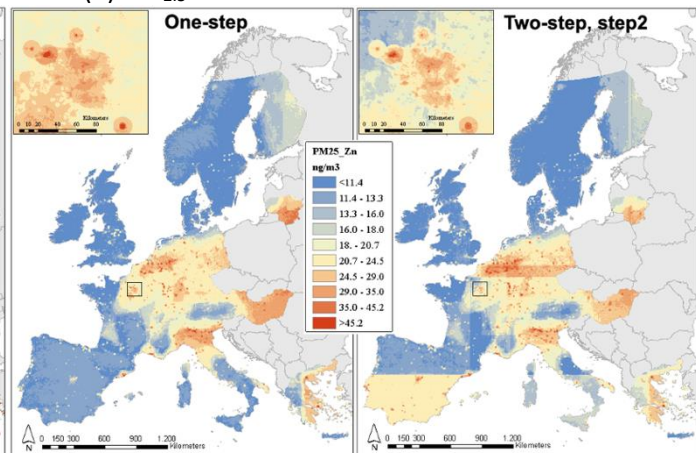 2.5
One-step
Two-step, step2
Kilometers
0 10 20 40 60 80
Kilometers
0 10 20 40 60 80
PM25_Zn
ng/m3
<11.4
11.4 - 13.3
13.3 - 16.0
16.0 - 18.0
18. - 20.7
20.7 - 24.5
24.5 - 29.0
29.0 - 35.0
35.0 - 45.2
>45.2
N
0 150 300 600 900 1.200
Kilometers
N
0 150 300 600 900 1.200
Kilometers